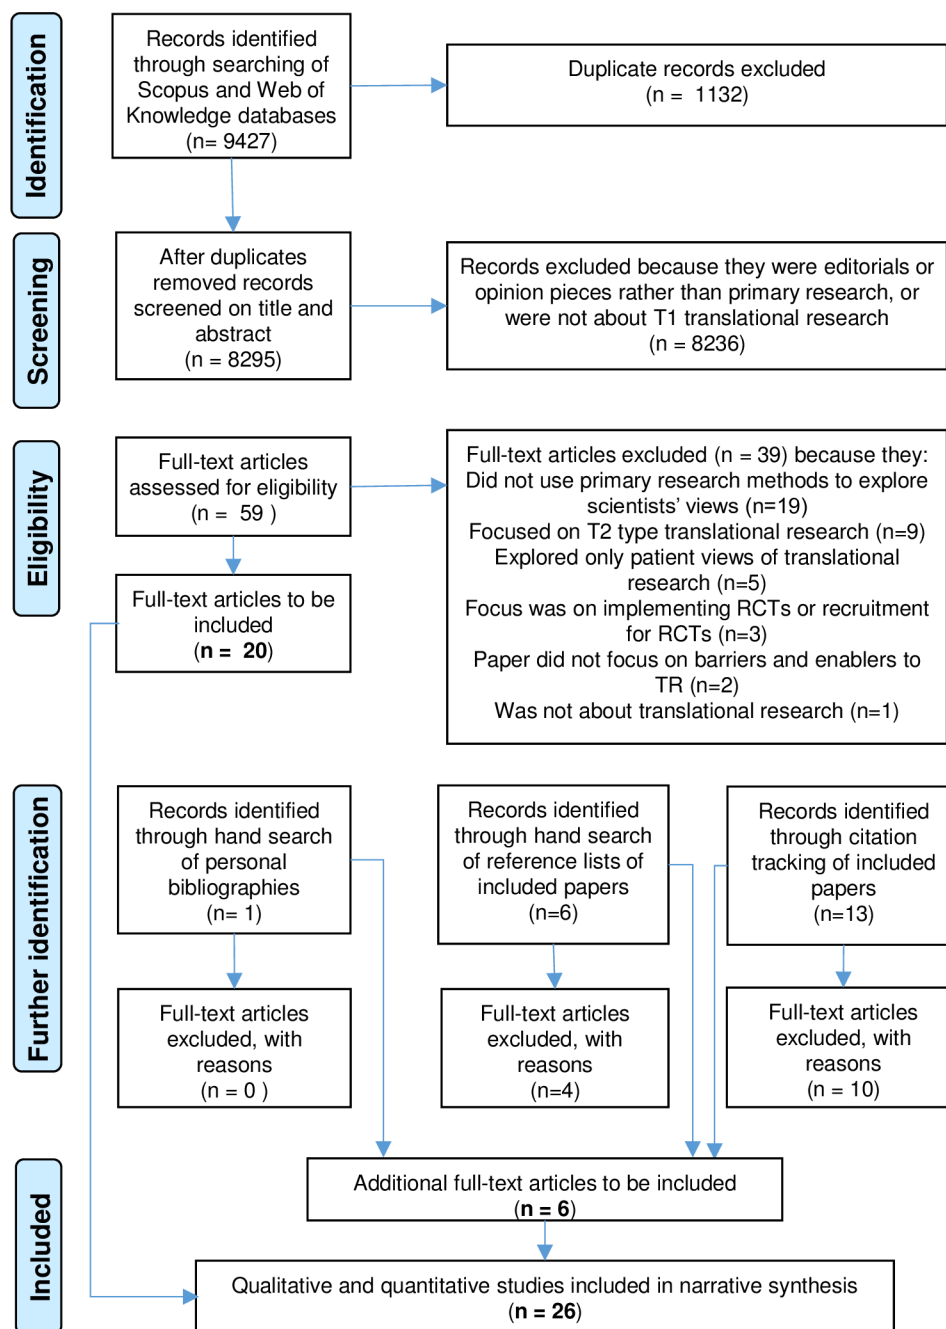 Identification
Records identified
through searching of
Scopus and Web of
Knowledge databases
(n= 9427)
Duplicate records excluded
(n = 1132)
Screening
After duplicates
removed records
screened on title and
abstract
(n = 8295)
Records excluded because they were editorials or
opinion pieces rather than primary research, or
were not about T1 translational research
(n = 8236)
Eligibility
Full-text articles
assessed for eligibility
(n = 59 )
Full-text articles excluded (n = 39) because they:
Did not use primary research methods to explore
scientists’ views (n=19)
Focused on T2 type translational research (n=9)
Explored only patient views of translational
research (n=5)
Focus was on implementing RCTs or recruitment
for RCTs (n=3)
Paper did not focus on barriers and enablers to
TR (n=2)
Was not about translational research (n=1)
Full-text articles to be
included
(n = 20)
Further identification
Records identified
through hand search
of personal
bibliographies
(n= 1)
Records identified
through hand search
of reference lists of
included papers
(n=6)
Records identified
through citation
tracking of included
papers
(n=13)
Full-text articles
excluded, with
reasons
(n = 0 )
Full-text articles
excluded, with
reasons
(n=4)
Full-text articles
excluded, with
reasons
(n = 10)
Included
Additional full-text articles to be included
(n = 6)
Qualitative and quantitative studies included in narrative synthesis
(n = 26)